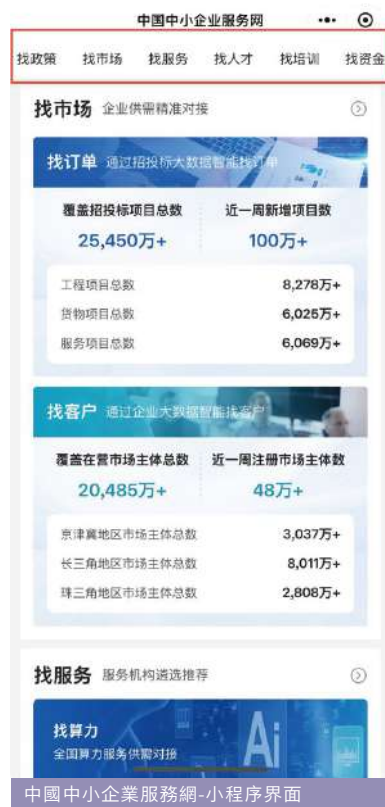 中国中小企业服务网
找政策 找市场 找服务 找人才 找培训 找资金
找市场 企业供需精准对接
找订单 通过招投标大数据智能找订单
覆盖招投标项目总数 近一周新增项目数
25,450万+ 100万+
工程项目总数 8,278万+
货物项目总数 6,025万+
服务项目总数 6,069万+
找客户 通过企业大数据智能找客户
覆盖在营市场主体总数 近一周注册市场主体数
20,485万+ 48万+
京津冀地区市场主体总数 3,037万+
长三角地区市场主体总数 8,011万+
珠三角地区市场主体总数 2,808万+
找服务 服务机构遴选推荐
找算力
全国算力服务供需对接
Ai
中國中小企業服務網-小程序界面